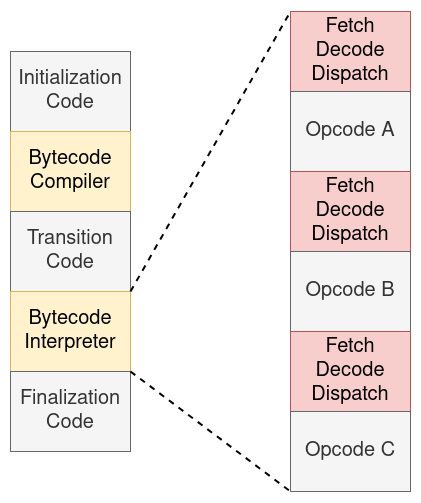 Initialization
Code
Bytecode
Compiler
Transition
Code
Bytecode
Interpreter
Finalization
Code
Fetch
Decode
Dispatch
Opcode A
Fetch
Decode
Dispatch
Opcode B
Fetch
Decode
Dispatch
Opcode C